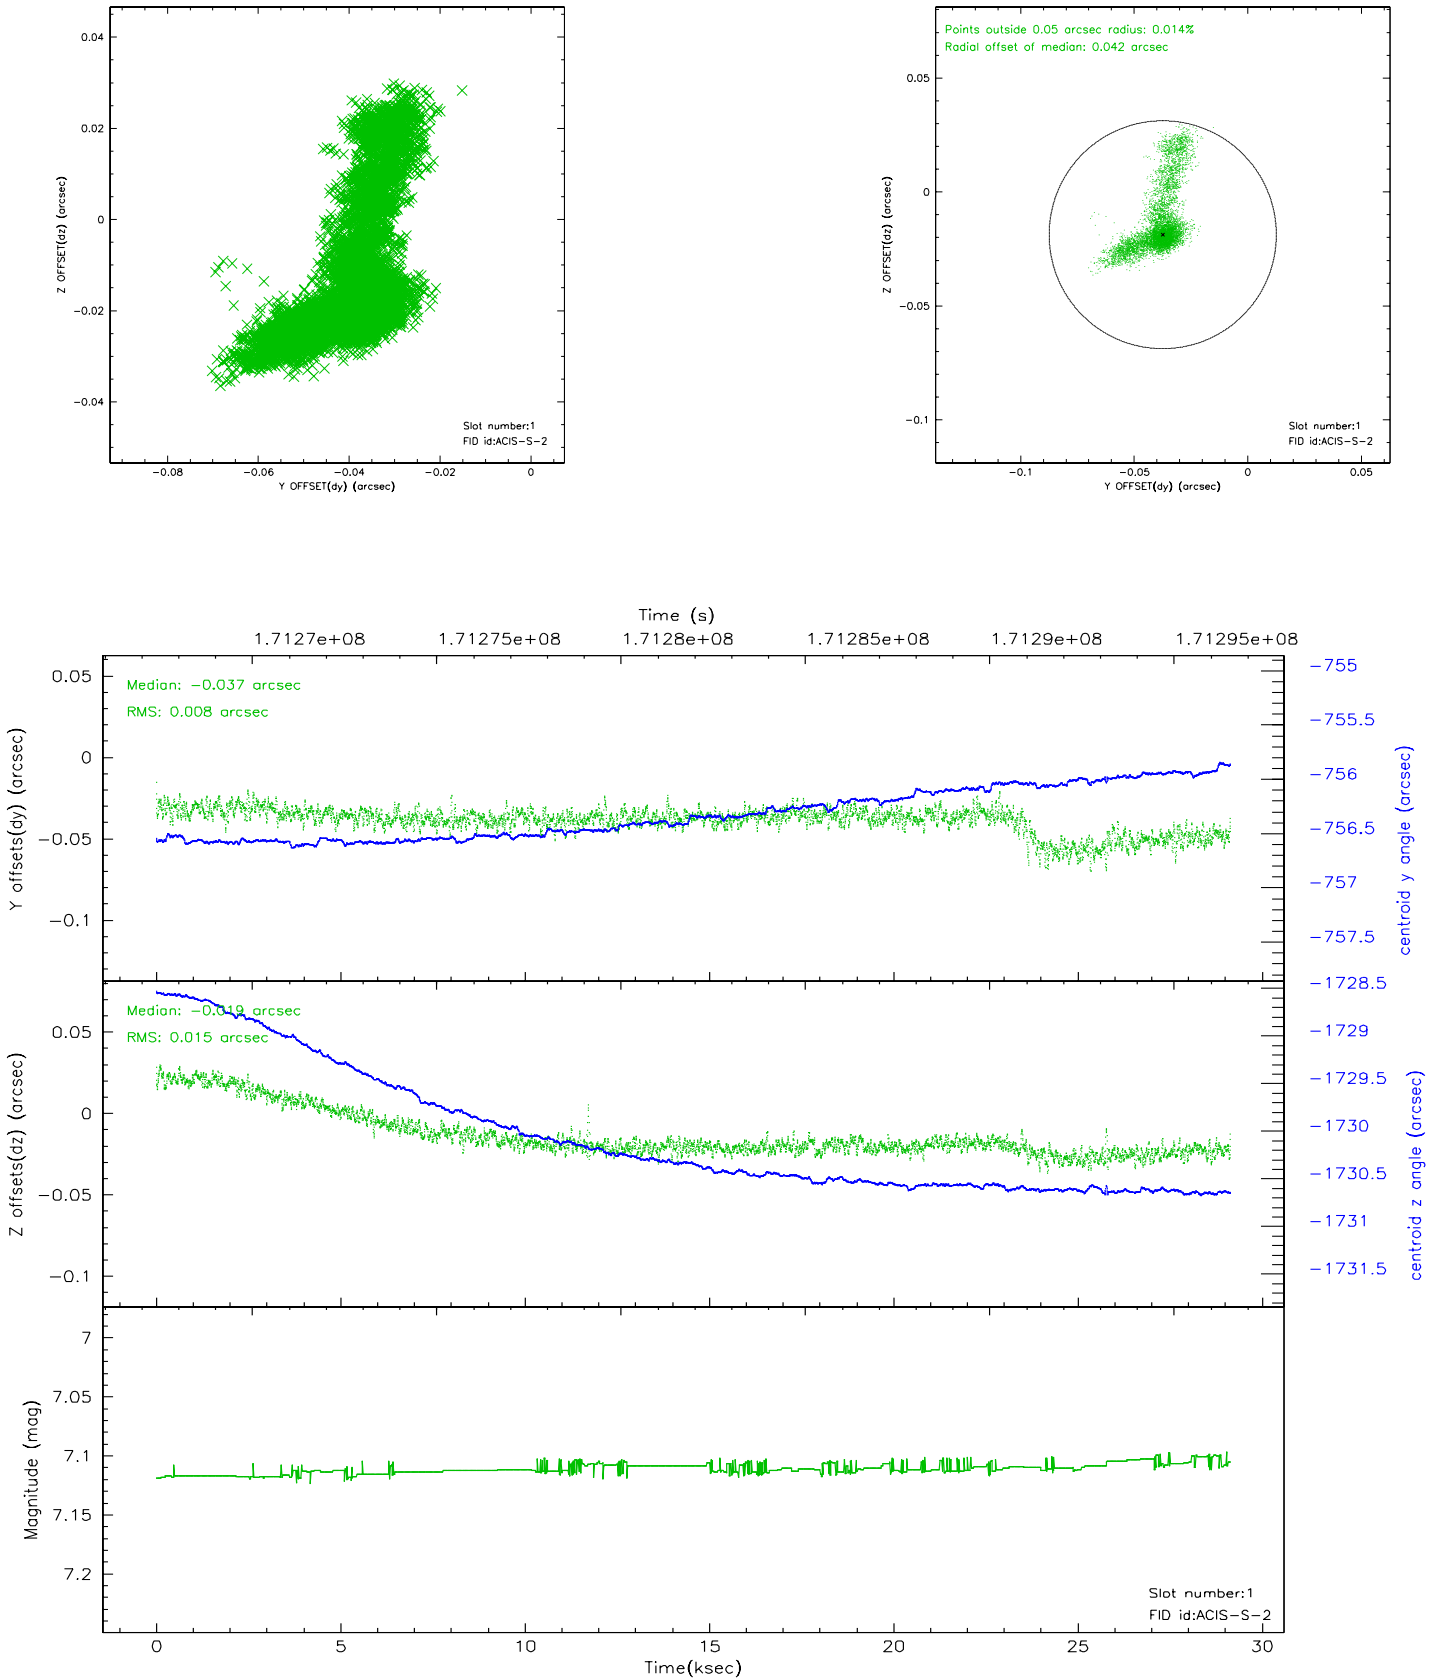 0.04
0.02
0
−0.02
−0.04
Z OFFSET(dz) (arcsec)
Slot number:1
FID id:ACIS−S−2
−0.08
−0.06
−0.04
−0.02
0
Y OFFSET(dy) (arcsec)
Points outside 0.05 arcsec radius: 0.014%
Radial offset of median: 0.042 arcsec
0.05
0
−0.05
−0.1
Z OFFSET(dz) (arcsec)
Slot number:1
FID id:ACIS−S−2
−0.1
−0.05
0
0.05
Y OFFSET(dy) (arcsec)
Time (s)
1.7127e+08
1.71275e+08
1.7128e+08
1.71285e+08
1.7129e+08
1.71295e+08
Median: −0.037 arcsec
RMS: 0.008 arcsec
0.05
0
−0.05
−0.1
Y offsets(dy) (arcsec)
−755
−755.5
−756
−756.5
−757
−757.5
centroid y angle (arcsec)
Median: −0.019 arcsec
RMS: 0.015 arcsec
0.05
0
−0.05
−0.1
Z offsets(dz) (arcsec)
−1728.5
−1729
−1729.5
−1730
−1730.5
−1731
−1731.5
centroid z angle (arcsec)
7
7.05
7.1
7.15
7.2
Magnitude (mag)
Slot number:1
FID id:ACIS−S−2
0
5
10
15
20
25
30
Time(ksec)